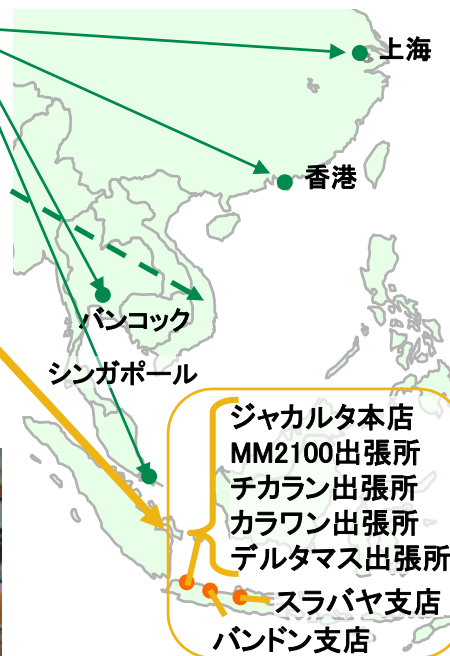 上海
香港
バンコック
シンガポール
ジャカルタ本店
MM2100出張所
チカラン出張所
カラワン出張所
デルタマス出張所
スラバヤ支店
バンドン支店